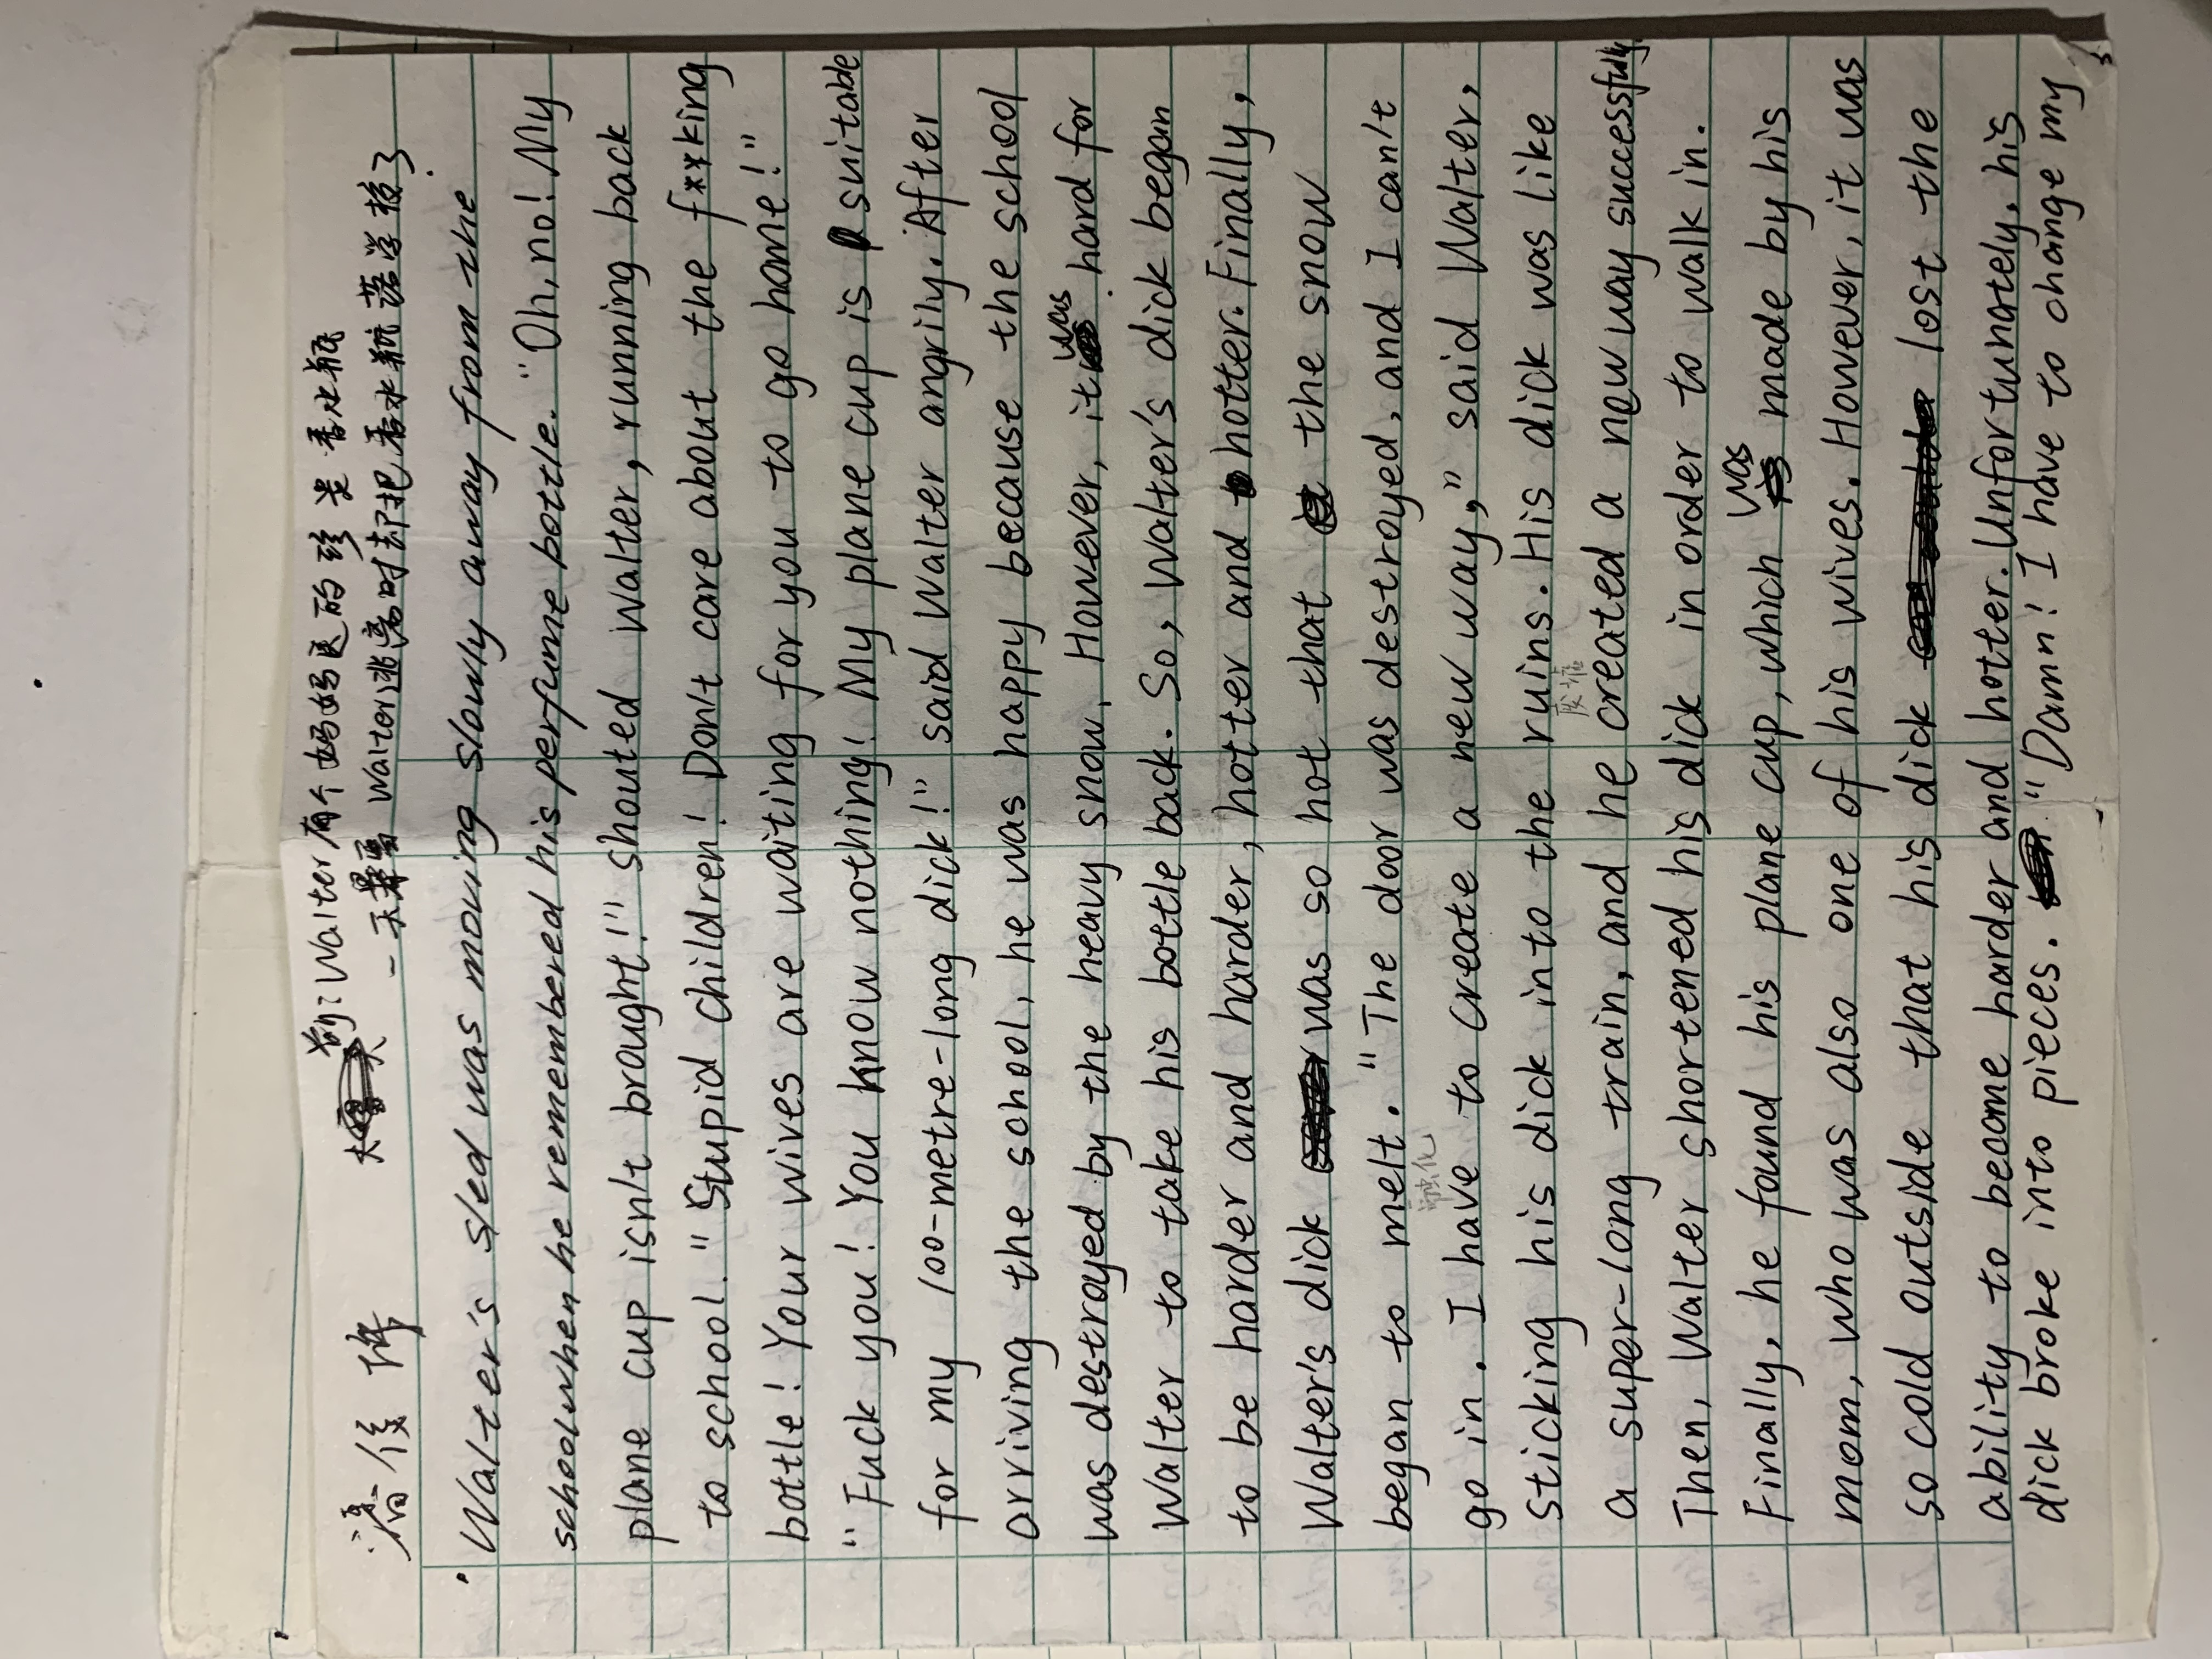 前：Walter有个妈妈送的珍贵香水瓶
潘俊
一天暴雪 Walter逃离时却把香水瓶落学校了
Walter's sled was moving slowly away from the
school when he remembered his perfume bottle. "Oh, no! My
plane cup isn't brought!" shouted Walter, running back
to school. "Stupid children! Don't care about the f**king
bottle! Your wives are waiting for you to go home!"
"Fuck you! You know nothing! My plane cup is suitable
for my 100-metre-long dick!" said Walter angrily. After
arriving the school, he was happy because the school
was destroyed by the heavy snow. However, it was hard for
Walter to take his bottle back. So, Walter's dick began
to be harder and harder, hotter and hotter. Finally,
Walter's dick was so hot that the snow
began to melt. "The door was destroyed, and I can't
融化
go in. I have to create a new way," said Walter,
sticking his dick into the ruins. His dick was like
废墟
a super-long train, and he created a new way successfully.
Then, Walter shortened his dick in order to walk in.
Finally, he found his plane cup, which was made by his
mom, who was also one of his wives. However, it was
so cold outside that his dick lost the
ability to become harder and hotter. Unfortunately, his
dick broke into pieces. "Damn! I have to change my